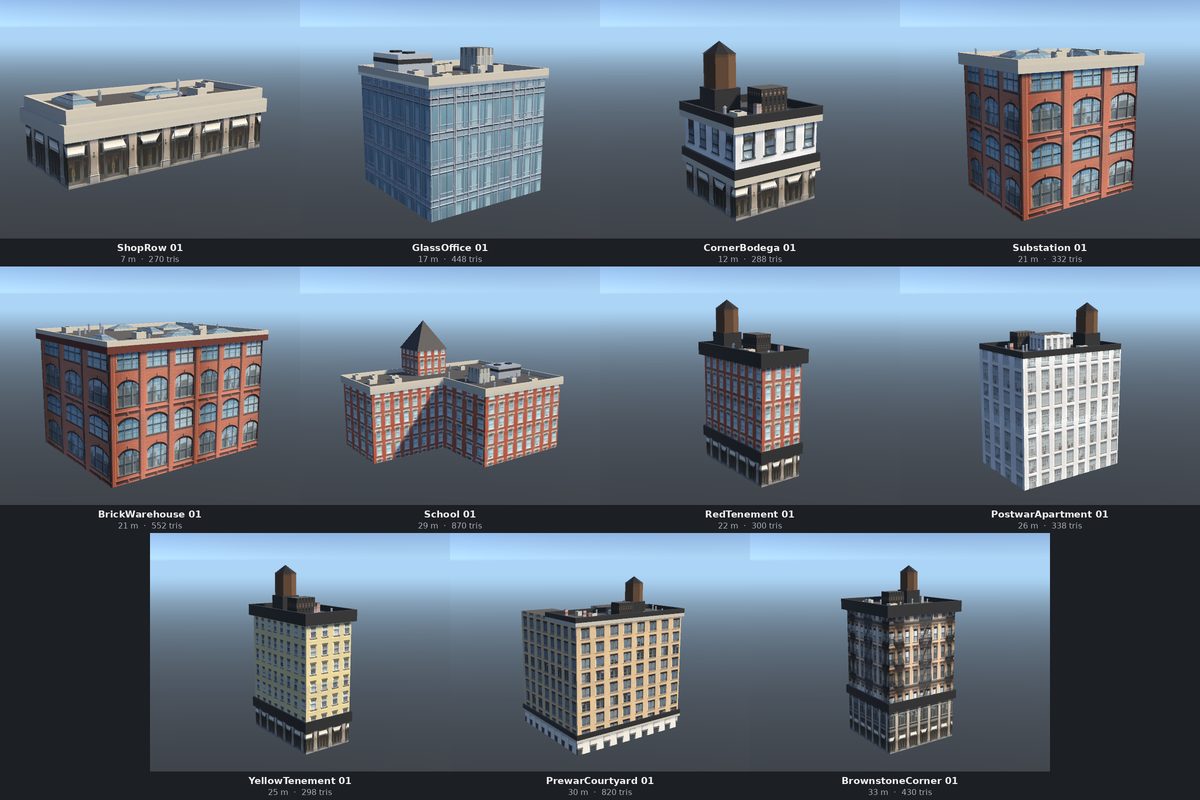 ShopRow 01
7 m · 270 tris
GlassOffice 01
17 m · 448 tris
CornerBodega 01
12 m · 288 tris
Substation 01
21 m · 332 tris
BrickWarehouse 01
21 m · 552 tris
School 01
29 m · 870 tris
RedTenement 01
22 m · 300 tris
PostwarApartment 01
26 m · 338 tris
YellowTenement 01
25 m · 298 tris
PrewarCourtyard 01
30 m · 820 tris
BrownstoneCorner 01
33 m · 430 tris